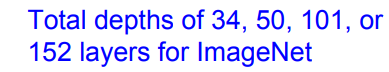 Total depths of 34, 50, 101, or
152 layers for ImageNet